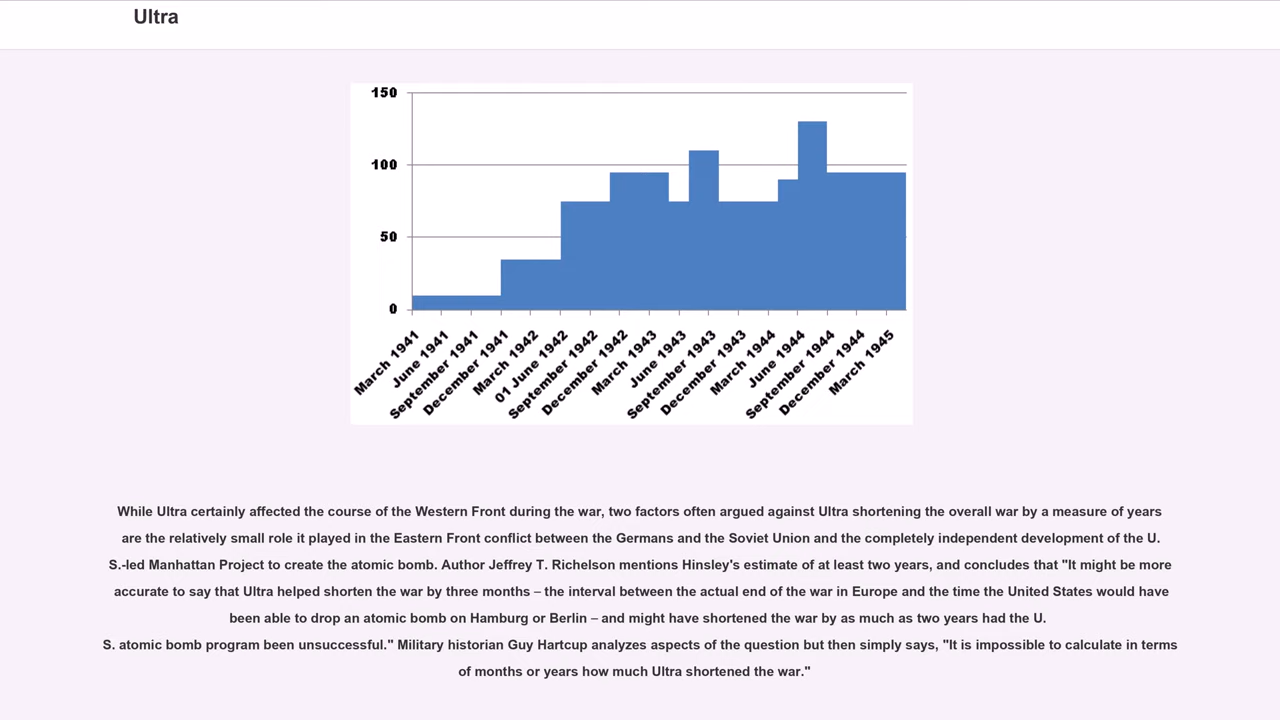 Ultra
150
100
50
0
March 1941
June 1941
September 1941
December 1941
March 1942
01 June 1942
September 1942
December 1942
March 1943
June 1943
September 1943
December 1943
March 1944
June 1944
September 1944
December 1944
March 1945
While Ultra certainly affected the course of the Western Front during the war, two factors often argued against Ultra shortening the overall war by a measure of years
are the relatively small role it played in the Eastern Front conflict between the Germans and the Soviet Union and the completely independent development of the U.
S.-led Manhattan Project to create the atomic bomb. Author Jeffrey T. Richelson mentions Hinsley's estimate of at least two years, and concludes that "It might be more
accurate to say that Ultra helped shorten the war by three months – the interval between the actual end of the war in Europe and the time the United States would have
been able to drop an atomic bomb on Hamburg or Berlin – and might have shortened the war by as much as two years had the U.
S. atomic bomb program been unsuccessful." Military historian Guy Hartcup analyzes aspects of the question but then simply says, "It is impossible to calculate in terms
of months or years how much Ultra shortened the war."